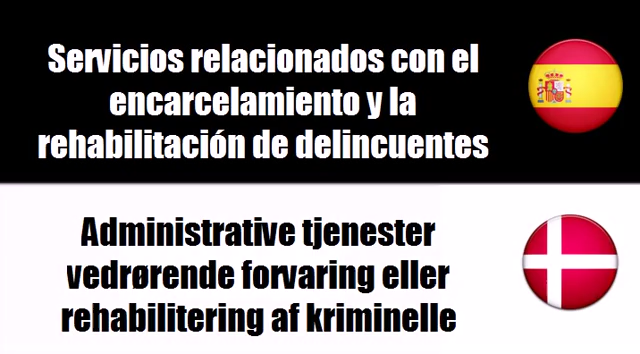 Servicios relacionados con el
encarcelamiento y la
rehabilitación de delincuentes
Administrative tjenester
vedrørende forvaring eller
rehabilitering af kriminelle